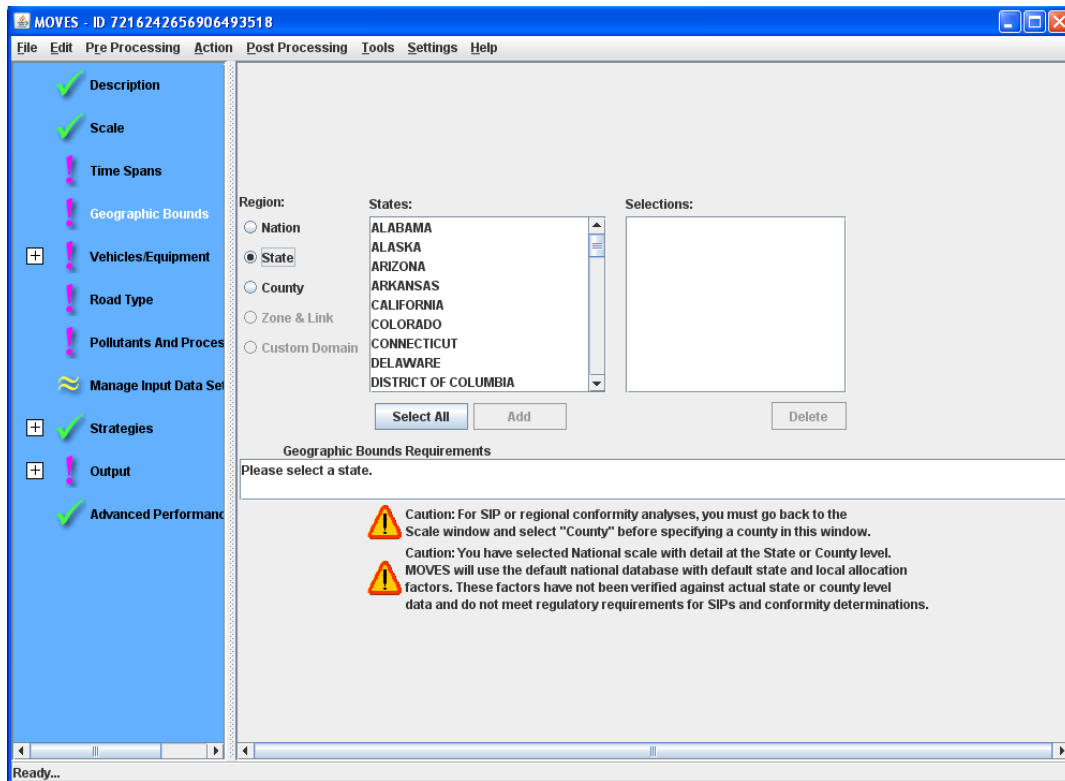 MOVES - ID 7216242656906493518
File Edit Pre Processing Action Post Processing Tools Settings Help
Description
Scale
Time Spans
Geographic Bounds
Vehicles/Equipment
Road Type
Pollutants And Proces
Manage Input Data Set
Strategies
Output
Advanced Performanc
Region:
Nation
State
County
Zone & Link
Custom Domain
States:
ALABAMA
ALASKA
ARIZONA
ARKANSAS
CALIFORNIA
COLORADO
CONNECTICUT
DELAWARE
DISTRICT OF COLUMBIA
Select All
Add
Selections:
Delete
Geographic Bounds Requirements
Please select a state.
Caution: For SIP or regional conformity analyses, you must go back to the
Scale window and select "County" before specifying a county in this window.
Caution: You have selected National scale with detail at the State or County level.
MOVES will use the default national database with default state and local allocation
factors. These factors have not been verified against actual state or county level
data and do not meet regulatory requirements for SIPs and conformity determinations.
Ready...